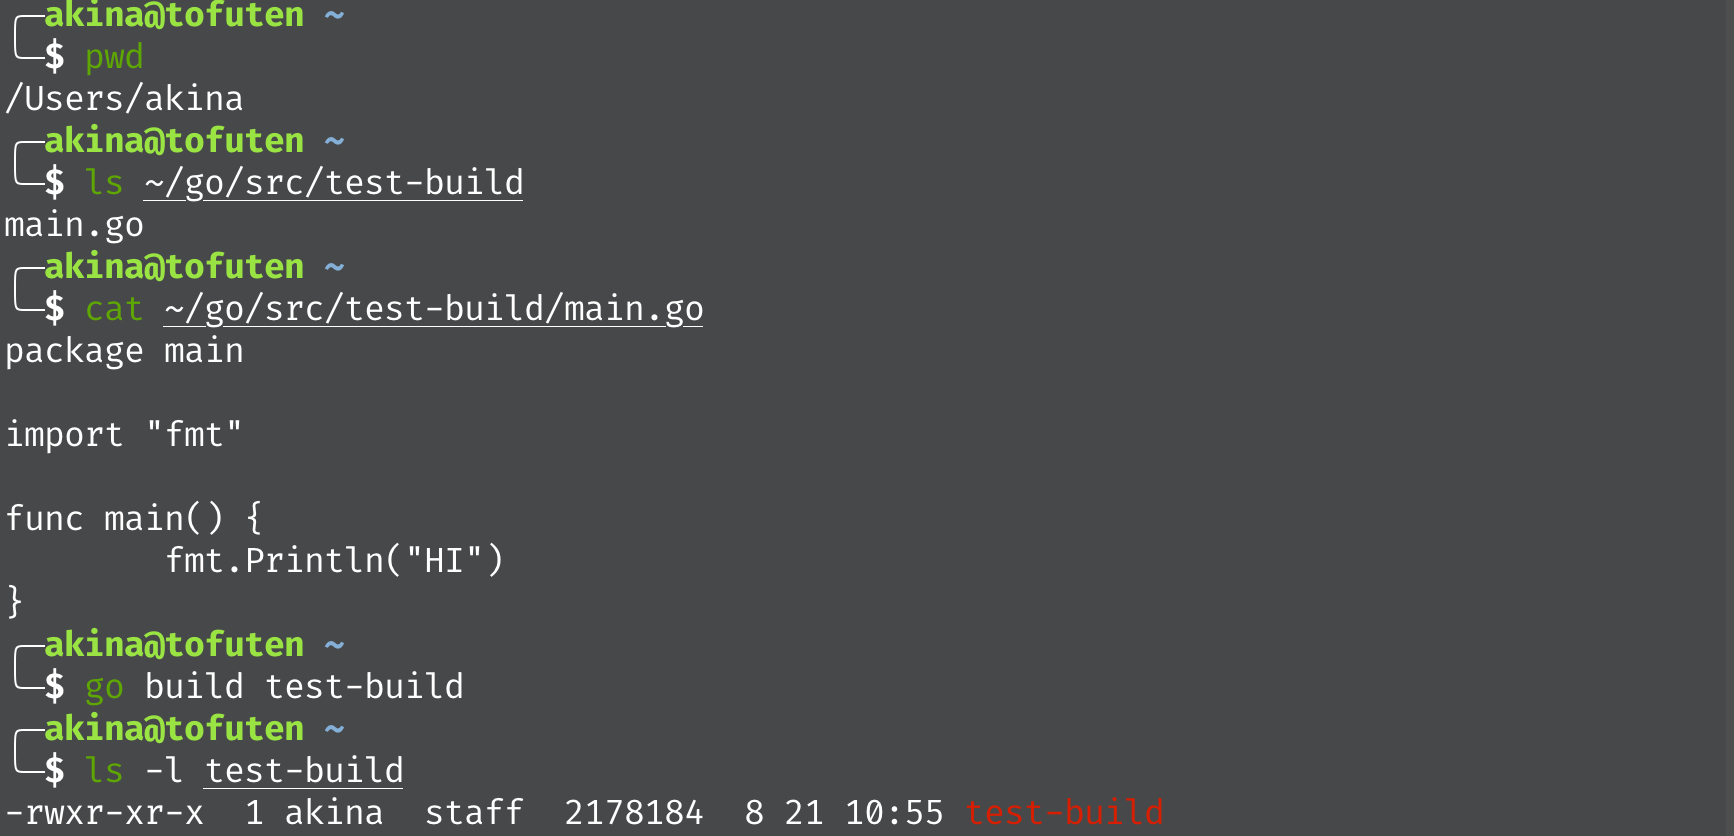 akina@tofuten ~
$ pwd
/Users/akina
akina@tofuten ~
$ ls ~/go/src/test-build
main.go
akina@tofuten ~
$ cat ~/go/src/test-build/main.go
package main
import "fmt"
func main() {
        fmt.Println("HI")
}
akina@tofuten ~
$ go build test-build
akina@tofuten ~
$ ls -l test-build
-rwxr-xr-x  1 akina  staff  2178184  8 21 10:55 test-build